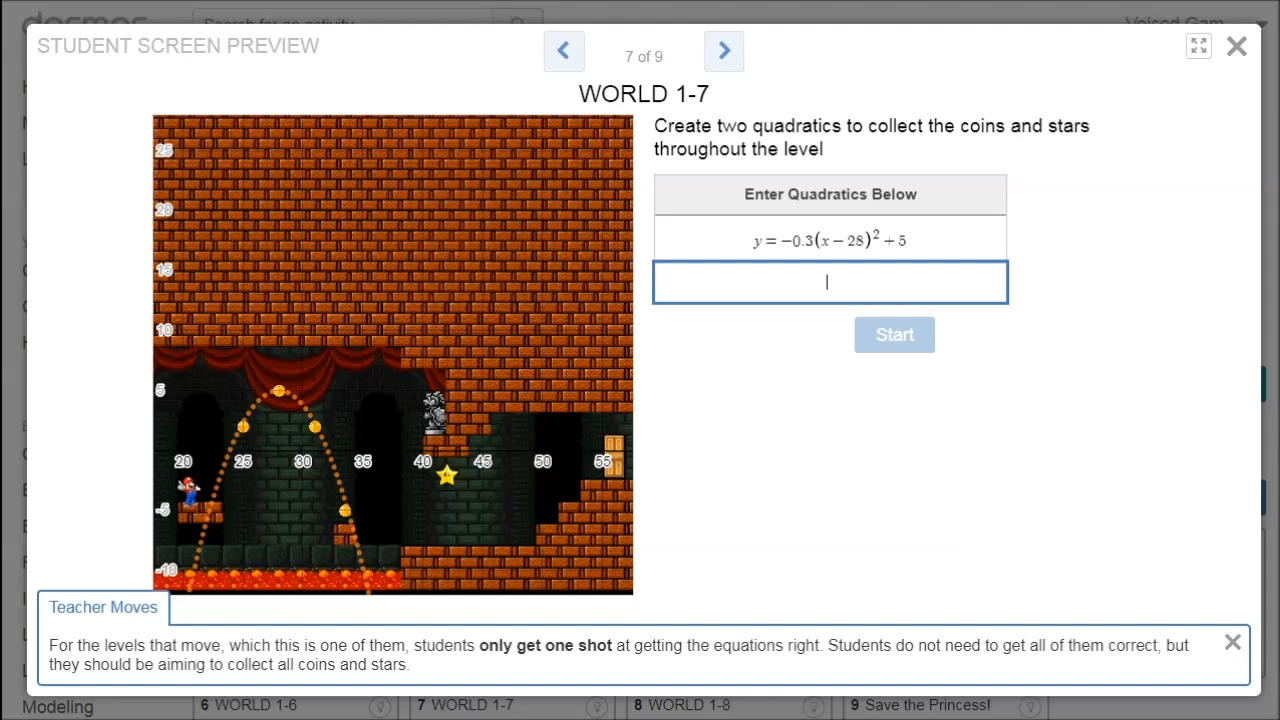 desmos
Search for an activity
STUDENT SCREEN PREVIEW
7 of 9
WORLD 1-7
Create two quadratics to collect the coins and stars
throughout the level
Enter Quadratics Below
y = −0.3(x − 28)² + 5
Start
25
20
15
10
5
20 25 30 35 40 45 50 55
-5
-10
Teacher Moves
For the levels that move, which this is one of them, students only get one shot at getting the equations right. Students do not need to get all of them correct, but
they should be aiming to collect all coins and stars.
Modeling
6 WORLD 1-6
7 WORLD 1-7
8 WORLD 1-8
9 Save the Princess!